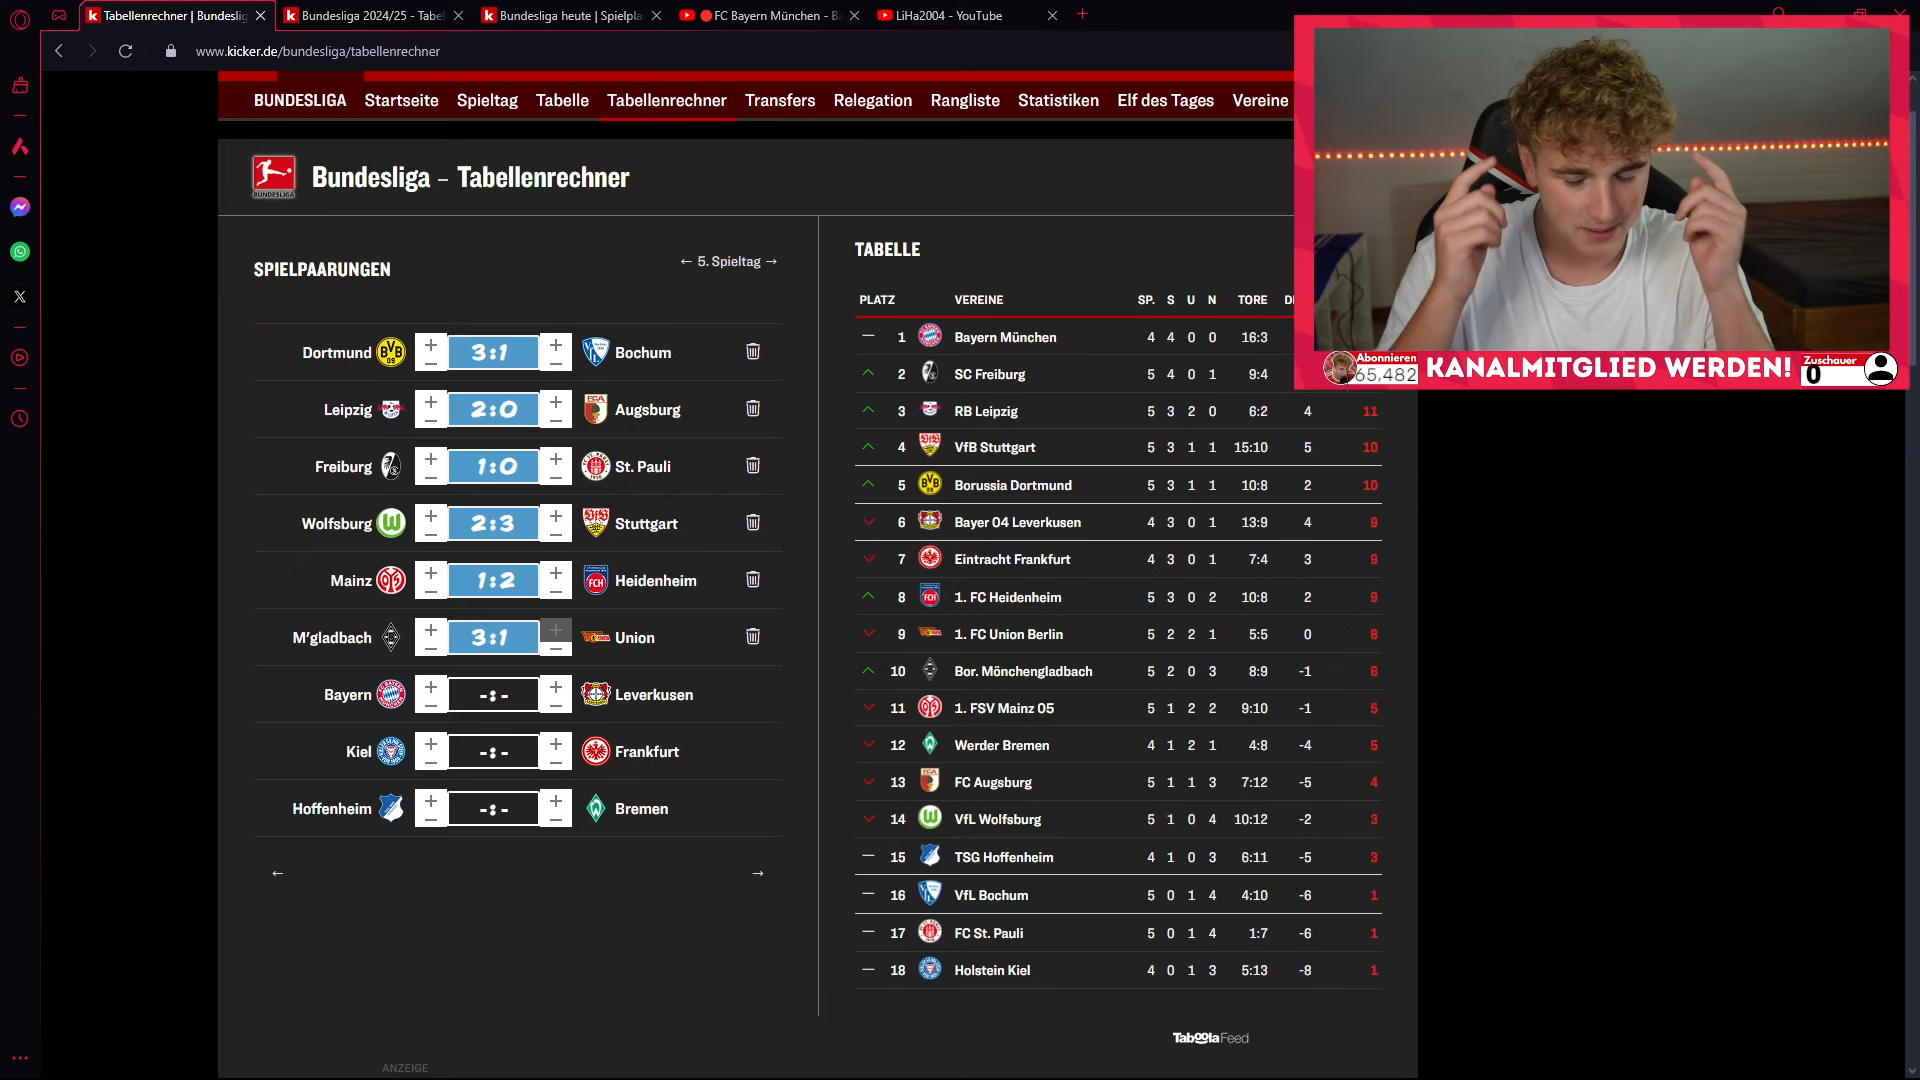 Tabellenrechner | Bundeslig
Bundesliga 2024/25 - Tabel
Bundesliga heute | Spielpla
FC Bayern München - B
LiHa2004 - YouTube
www.kicker.de/bundesliga/tabellenrechner
BUNDESLIGA Startseite Spieltag Tabelle Tabellenrechner Transfers Relegation Rangliste Statistiken Elf des Tages Vereine
Bundesliga – Tabellenrechner
SPIELPAARUNGEN
← 5. Spieltag →
Dortmund 3:1 Bochum
Leipzig 2:0 Augsburg
Freiburg 1:0 St. Pauli
Wolfsburg 2:3 Stuttgart
Mainz 1:2 Heidenheim
M'gladbach 3:1 Union
Bayern -:- Leverkusen
Kiel -:- Frankfurt
Hoffenheim -:- Bremen
← →
ANZEIGE
TABELLE
PLATZ VEREINE SP. S U N TORE
1 Bayern München 4 4 0 0 16:3
2 SC Freiburg 5 4 0 1 9:4
3 RB Leipzig 5 3 2 0 6:2 4 11
4 VfB Stuttgart 5 3 1 1 15:10 5 10
5 Borussia Dortmund 5 3 1 1 10:8 2 10
6 Bayer 04 Leverkusen 4 3 0 1 13:9 4 9
7 Eintracht Frankfurt 4 3 0 1 7:4 3 9
8 1. FC Heidenheim 5 3 0 2 10:8 2 9
9 1. FC Union Berlin 5 2 2 1 5:5 0 8
10 Bor. Mönchengladbach 5 2 0 3 8:9 -1 6
11 1. FSV Mainz 05 5 1 2 2 9:10 -1 5
12 Werder Bremen 4 1 2 1 4:8 -4 5
13 FC Augsburg 5 1 1 3 7:12 -5 4
14 VfL Wolfsburg 5 1 0 4 10:12 -2 3
15 TSG Hoffenheim 4 1 0 3 6:11 -5 3
16 VfL Bochum 5 0 1 4 4:10 -6 1
17 FC St. Pauli 5 0 1 4 1:7 -6 1
18 Holstein Kiel 4 0 1 3 5:13 -8 1
Taboola Feed
Abonnieren
65,482
KANALMITGLIED WERDEN!
Zuschauer
0